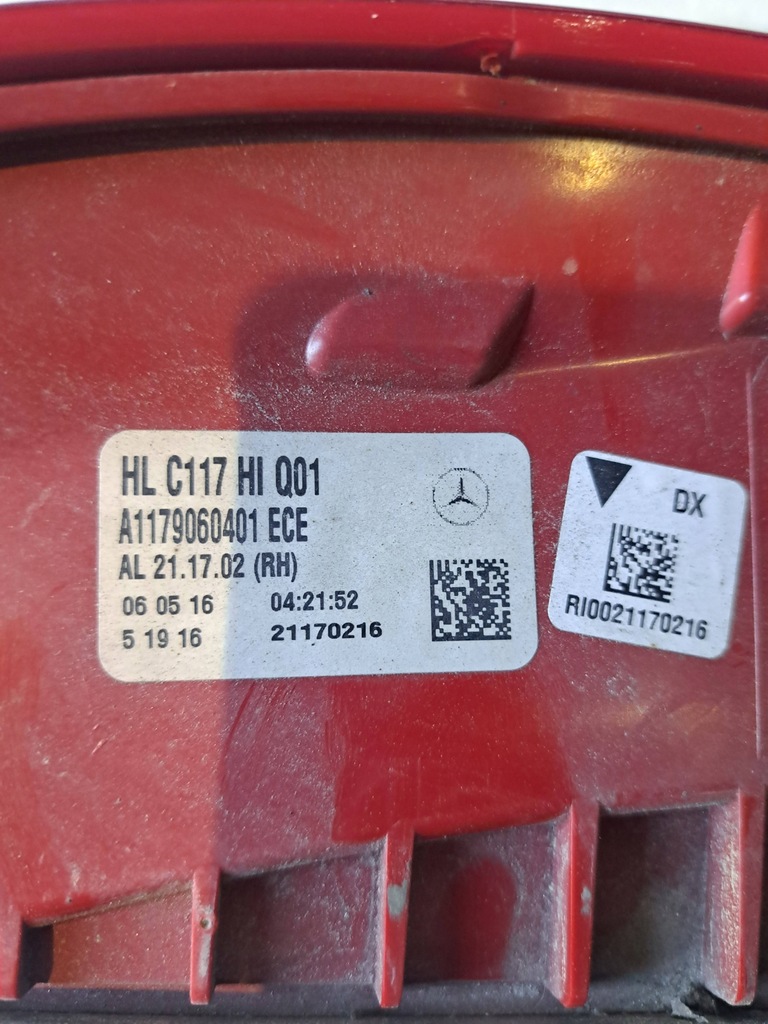 HL C117 HI Q01
A1179060401 ECE
AL 21.17.02 (RH)
06 05 16 04:21:52
5 19 16 21170216
DX
RI0021170216